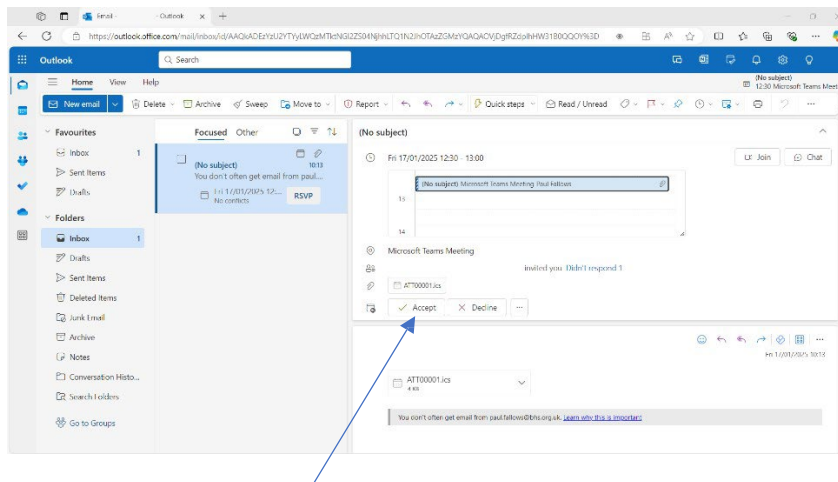 Email -
- Outlook
https://outlook.office.com/mail/inbox/id/
Outlook
Search
Home View Help
(No subject)
12:30 Microsoft Teams Meet
New email
Delete
Archive
Sweep
Move to
Report
Quick steps
Read / Unread
Favourites
Inbox 1
Sent Items
Drafts
Folders
Inbox 1
Drafts
Sent Items
Deleted Items
Junk Email
Archive
Notes
Conversation Histo...
Search Folders
Go to Groups
Focused Other
(No subject)
10:13
You don't often get email from paul....
Fri 17/01/2025 12:...
No conflicts
RSVP
(No subject)
Fri 17/01/2025 12:30 - 13:00
Join
Chat
(No subject) Microsoft Teams Meeting Paul Fallows
13
14
Microsoft Teams Meeting
invited you. Didn't respond 1
ATT00001.ics
Accept
Decline
...
Fri 17/01/2025 10:13
ATT00001.ics
You don't often get email from paul.fallows@bhs.org.uk. Learn why this is important